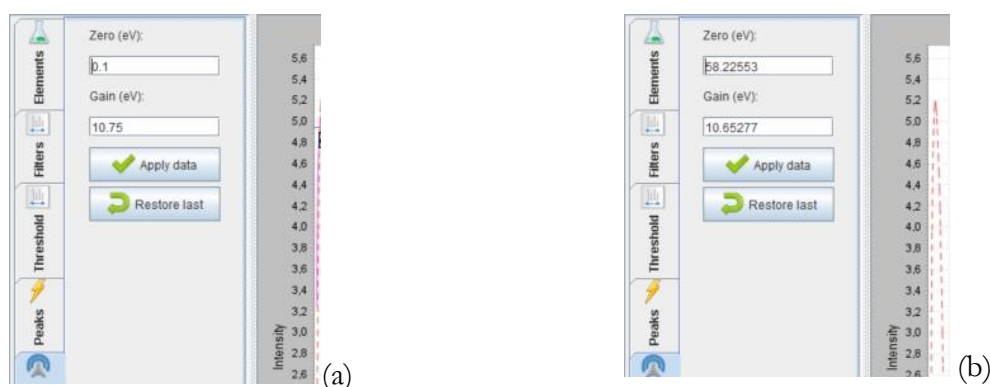 Zero (eV):
0.1
Gain (eV):
10.75
Apply data
Restore last
Elements
Filters
Threshold
Peaks
5,6
5,4
5,2
5,0
4,8
4,6
4,4
4,2
4,0
3,8
3,6
3,4
3,2
3,0
2,8
2,6
Intensity
(a)
Zero (eV):
58.22553
Gain (eV):
10.65277
Apply data
Restore last
Elements
Filters
Threshold
Peaks
5,6
5,4
5,2
5,0
4,8
4,6
4,4
4,2
4,0
3,8
3,6
3,4
3,2
3,0
2,8
2,6
Intensity
(b)